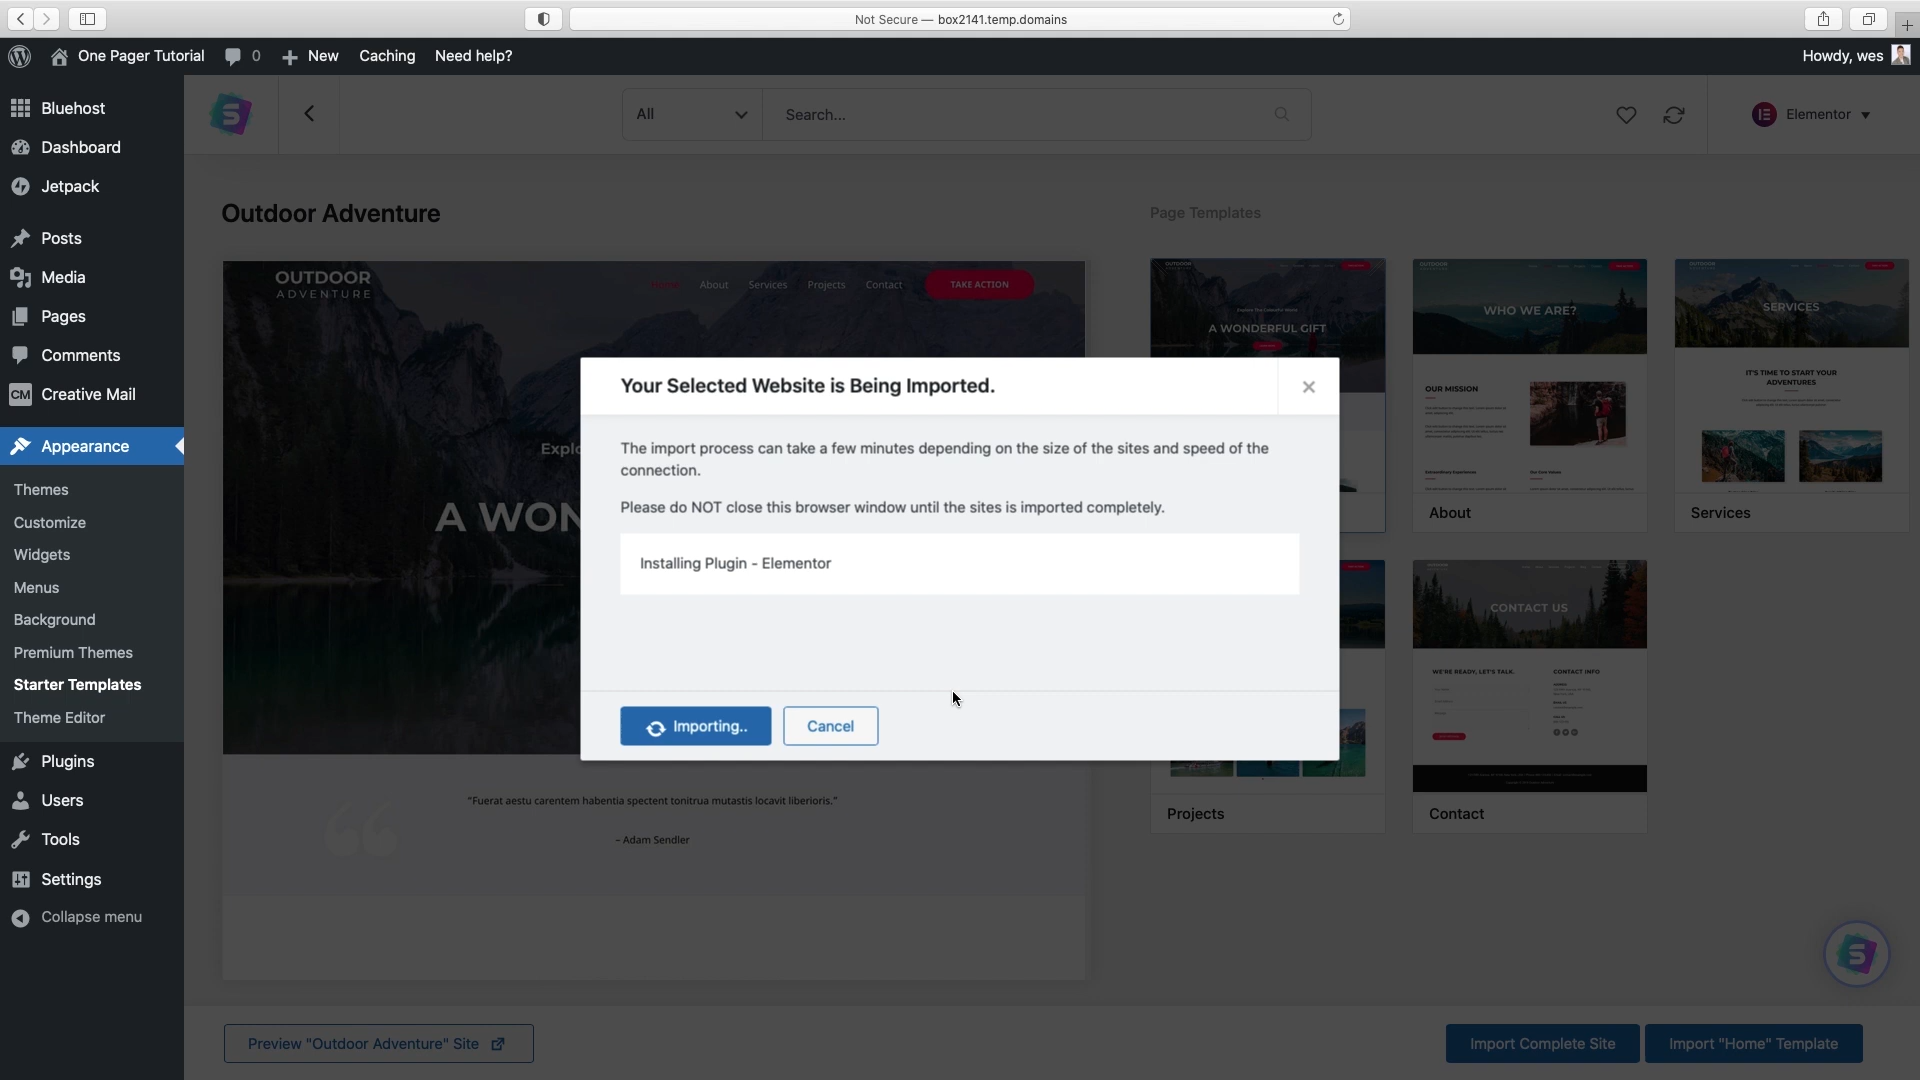 Not Secure — box2141.temp.domains
One Pager Tutorial
0
New
Caching
Need help?
Howdy, wes
Bluehost
Dashboard
Jetpack
Posts
Media
Pages
Comments
CM Creative Mail
Appearance
Themes
Customize
Widgets
Menus
Background
Premium Themes
Starter Templates
Theme Editor
Plugins
Users
Tools
Settings
Collapse menu
All
Search...
Elementor
Outdoor Adventure
Page Templates
OUTDOOR
ADVENTURE
Home About Services Projects Contact TAKE ACTION
Explo
A WON
"Fuerat aestu carentem habentia spectent tonitrua mutastis locavit liberioris."
– Adam Sendler
A WONDERFUL GIFT
WHO WE ARE?
OUR MISSION
About
SERVICES
IT'S TIME TO START YOUR
ADVENTURES
Services
Projects
CONTACT US
WE'RE READY, LET'S TALK.
CONTACT INFO
Contact
Your Selected Website is Being Imported.
The import process can take a few minutes depending on the size of the sites and speed of the
connection.
Please do NOT close this browser window until the sites is imported completely.
Installing Plugin - Elementor
Importing..
Cancel
Preview "Outdoor Adventure" Site
Import Complete Site
Import "Home" Template